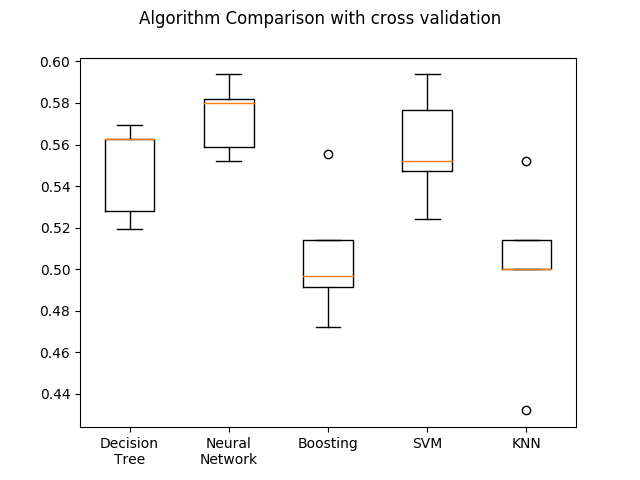 Algorithm Comparison with cross validation
0.60
0.58
0.56
0.54
0.52
0.50
0.48
0.46
0.44
Decision
Tree
Neural
Network
Boosting
SVM
KNN